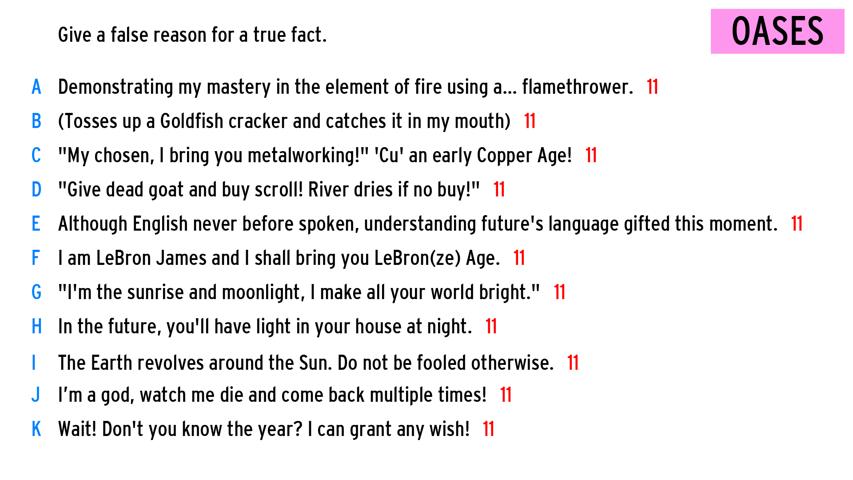 Give a false reason for a true fact.
OASES
A Demonstrating my mastery in the element of fire using a... flamethrower. 11
B (Tosses up a Goldfish cracker and catches it in my mouth) 11
C "My chosen, I bring you metalworking!" 'Cu' an early Copper Age! 11
D "Give dead goat and buy scroll! River dries if no buy!" 11
E Although English never before spoken, understanding future's language gifted this moment. 11
F I am LeBron James and I shall bring you LeBron(ze) Age. 11
G "I'm the sunrise and moonlight, I make all your world bright." 11
H In the future, you'll have light in your house at night. 11
I The Earth revolves around the Sun. Do not be fooled otherwise. 11
J I’m a god, watch me die and come back multiple times! 11
K Wait! Don't you know the year? I can grant any wish! 11